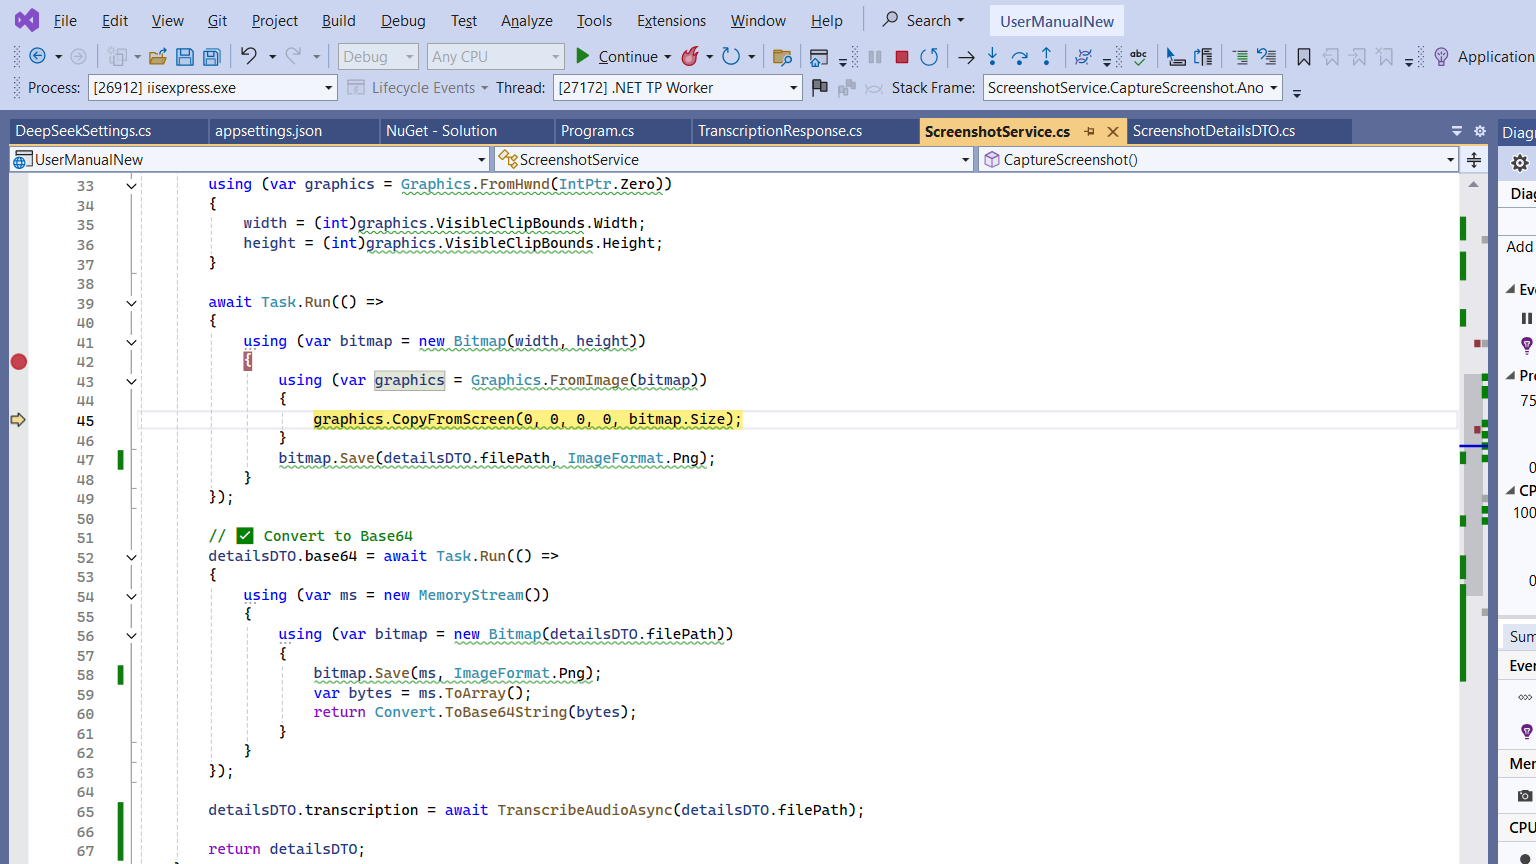 File Edit View Git Project Build Debug Test Analyze Tools Extensions Window Help Search UserManualNew
Debug Any CPU Continue Application
Process: [26912] iisexpress.exe Lifecycle Events Thread: [27172] .NET TP Worker Stack Frame: ScreenshotService.CaptureScreenshot.Ano
DeepSeekSettings.cs appsettings.json NuGet - Solution Program.cs TranscriptionResponse.cs ScreenshotService.cs ScreenshotDetailsDTO.cs
UserManualNew ScreenshotService CaptureScreenshot()
33 using (var graphics = Graphics.FromHwnd(IntPtr.Zero))
34 {
35 width = (int)graphics.VisibleClipBounds.Width;
36 height = (int)graphics.VisibleClipBounds.Height;
37 }
38
39 await Task.Run(() =>
40 {
41 using (var bitmap = new Bitmap(width, height))
42 {
43 using (var graphics = Graphics.FromImage(bitmap))
44 {
45 graphics.CopyFromScreen(0, 0, 0, 0, bitmap.Size);
46 }
47 bitmap.Save(detailsDTO.filePath, ImageFormat.Png);
48 }
49 });
50
51 // ✅ Convert to Base64
52 detailsDTO.base64 = await Task.Run(() =>
53 {
54 using (var ms = new MemoryStream())
55 {
56 using (var bitmap = new Bitmap(detailsDTO.filePath))
57 {
58 bitmap.Save(ms, ImageFormat.Png);
59 var bytes = ms.ToArray();
60 return Convert.ToBase64String(bytes);
61 }
62 }
63 });
64
65 detailsDTO.transcription = await TranscribeAudioAsync(detailsDTO.filePath);
66
67 return detailsDTO;
Diag
Diag
Add
Eve
Pro
75
0
CP
100
0
Sum
Ever
Mer
CPU